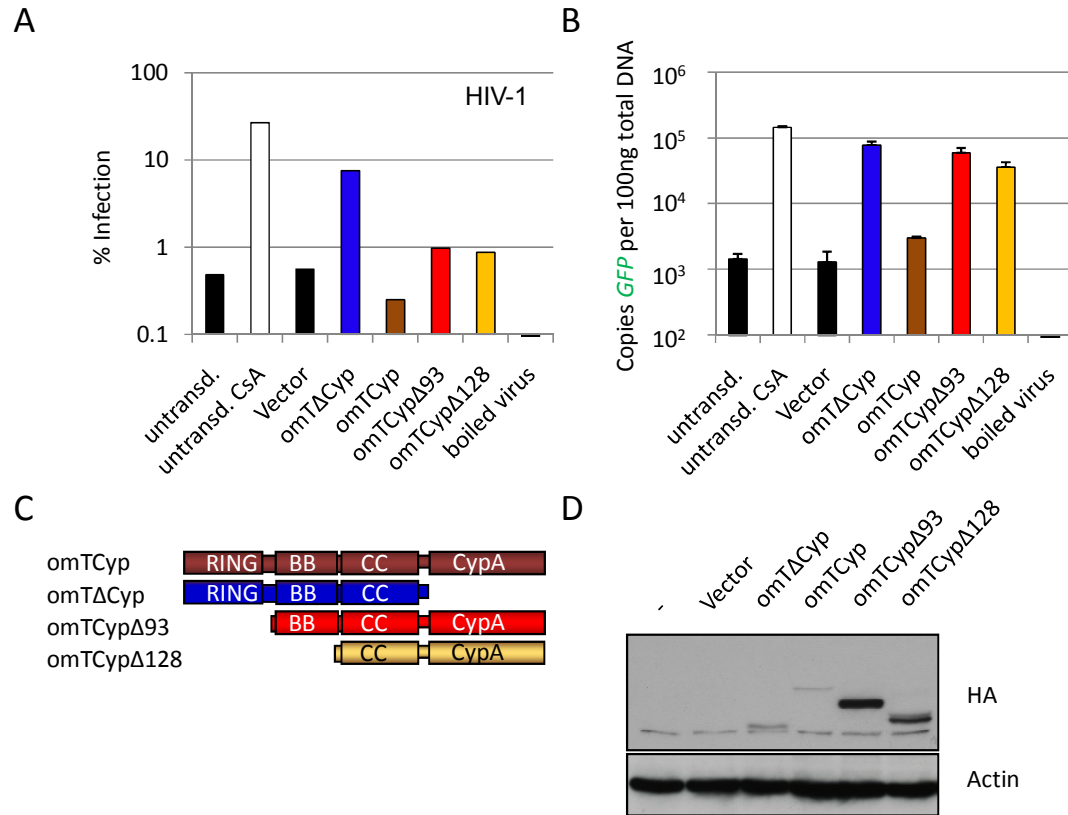 A
% Infection
100
10
1
0.1
HIV-1
untransd.
untransd. CsA
Vector
omTΔCyp
omTCyp
omTCypΔ93
omTCypΔ128
boiled virus
B
Copies GFP per 100ng total DNA
10⁶
10⁵
10⁴
10³
10²
untransd.
untransd. CsA
Vector
omTΔCyp
omTCyp
omTCypΔ93
omTCypΔ128
boiled virus
C
omTCyp RING BB CC CypA
omTΔCyp RING BB CC
omTCypΔ93 BB CC CypA
omTCypΔ128 CC CypA
D
-
Vector
omTΔCyp
omTCyp
omCypΔ93
omTCypΔ128
HA
Actin